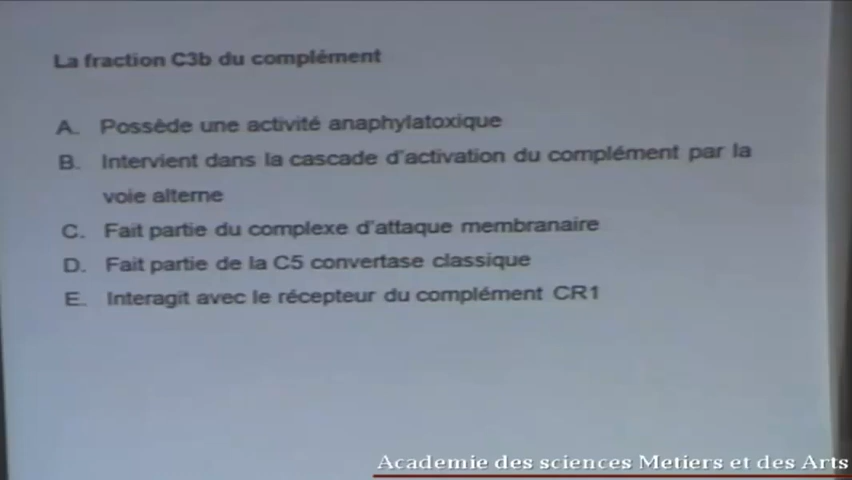 La fraction C3b du complément
A. Possède une activité anaphylatoxique
B. Intervient dans la cascade d'activation du complément par la
voie alterne
C. Fait partie du complexe d'attaque membranaire
D. Fait partie de la C5 convertase classique
E. Interagit avec le récepteur du complément CR1
Academie des sciences Metiers et des Arts